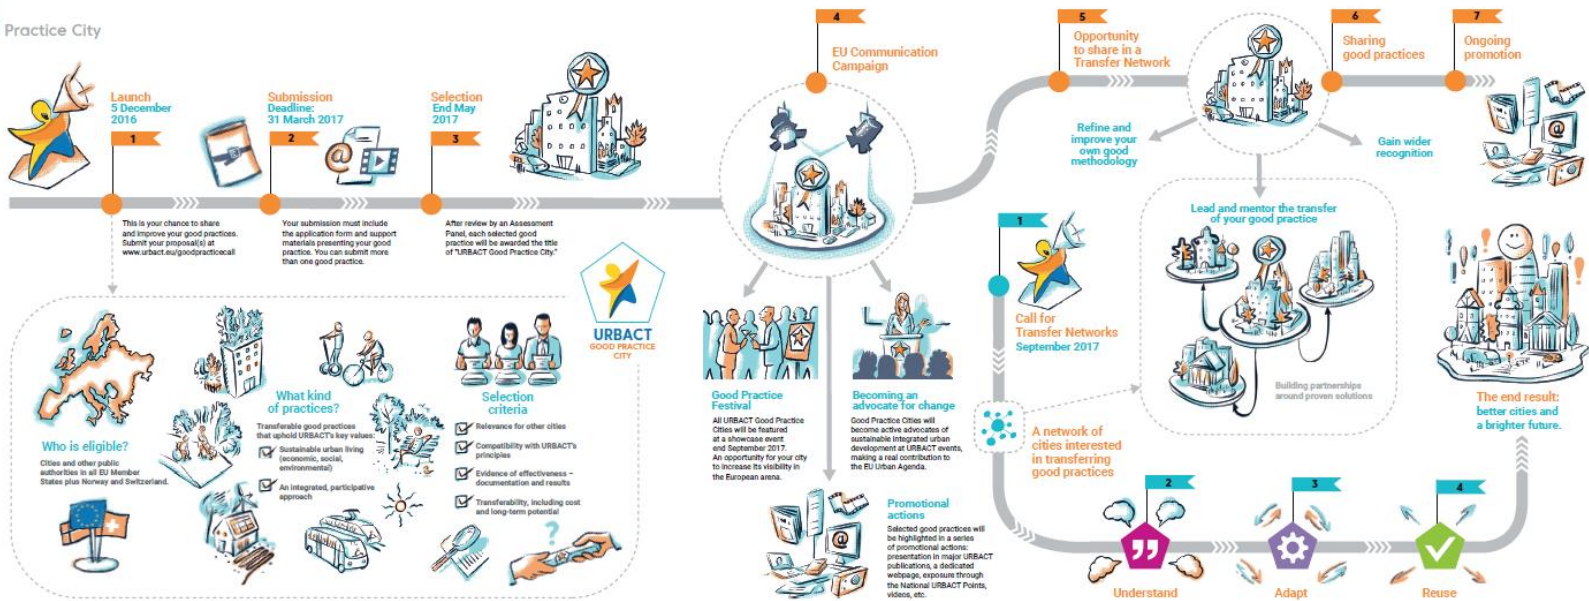 Practice City
Launch
5 December
2016
1
This is your chance to share
and improve your good practices.
Submit your proposal(s) at
www.urbact.eu/goodpracticecall
Submission
Deadline:
31 March 2017
2
Your submission must include
the application form and support
materials presenting your good
practice. You can submit more
than one good practice.
Selection
End May
2017
3
After review by an Assessment
Panel, each selected good
practice will be awarded the title
of "URBACT Good Practice City."
URBACT
GOOD PRACTICE
CITY
Who is eligible?
Cities and other public
authorities in all EU Member
States plus Norway and Switzerland.
What kind
of practices?
Transferable good practices
that uphold URBACT's key values:
Sustainable urban living
(economic, social,
environmental)
An integrated, participative
approach
Selection
criteria
Relevance for other cities
Compatibility with URBACT's
principles
Evidence of effectiveness –
documentation and results
Transferability, including cost
and long-term potential
?
4
EU Communication
Campaign
Good Practice
Festival
All URBACT Good Practice
Cities will be featured
at a showcase event
end September 2017.
An opportunity for your city
to increase its visibility in
the European arena.
Becoming an
advocate for change
Good Practice Cities will
become active advocates of
sustainable integrated urban
development at URBACT events,
making a real contribution to
the EU Urban Agenda.
Promotional
actions
Selected good practices will
be highlighted in a series
of promotional actions:
presentation in major URBACT
publications, a dedicated
webpage, exposure through
the National URBACT Points,
videos, etc.
5
Opportunity
to share in a
Transfer Network
6
Sharing
good practices
7
Ongoing
promotion
Refine and
improve your
own good
methodology
Gain wider
recognition
Lead and mentor the transfer
of your good practice
Building partnerships
around proven solutions
1
Call for
Transfer Networks
September 2017
A network of
cities interested
in transferring
good practices
2
Understand
3
Adapt
4
Reuse
The end result:
better cities and
a brighter future.